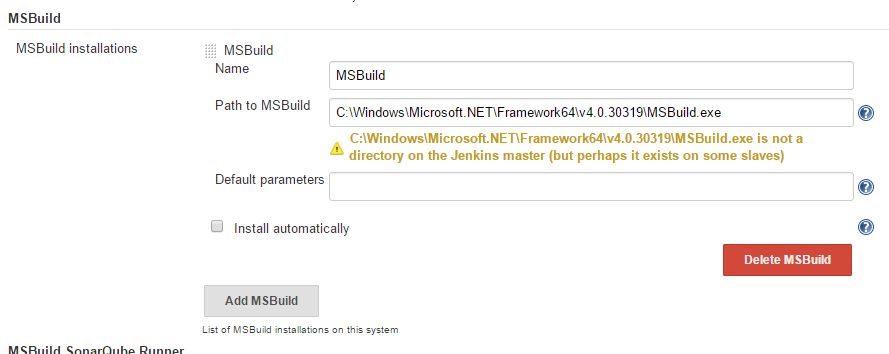 MSBuild
MSBuild installations
MSBuild
Name
MSBuild
Path to MSBuild
C:\Windows\Microsoft.NET\Framework64\v4.0.30319\MSBuild.exe
C:\Windows\Microsoft.NET\Framework64\v4.0.30319\MSBuild.exe is not a
directory on the Jenkins master (but perhaps it exists on some slaves)
Default parameters
Install automatically
Delete MSBuild
Add MSBuild
List of MSBuild installations on this system
MSBuild SonarQube Runner